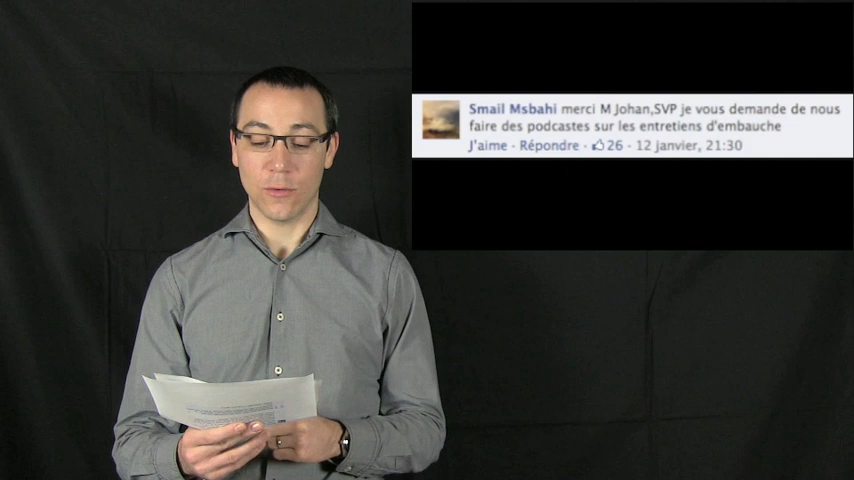 Smail Msbahi merci M Johan,SVP je vous demande de nous
faire des podcastes sur les entretiens d'embauche
J'aime · Répondre · 26 · 12 janvier, 21:30